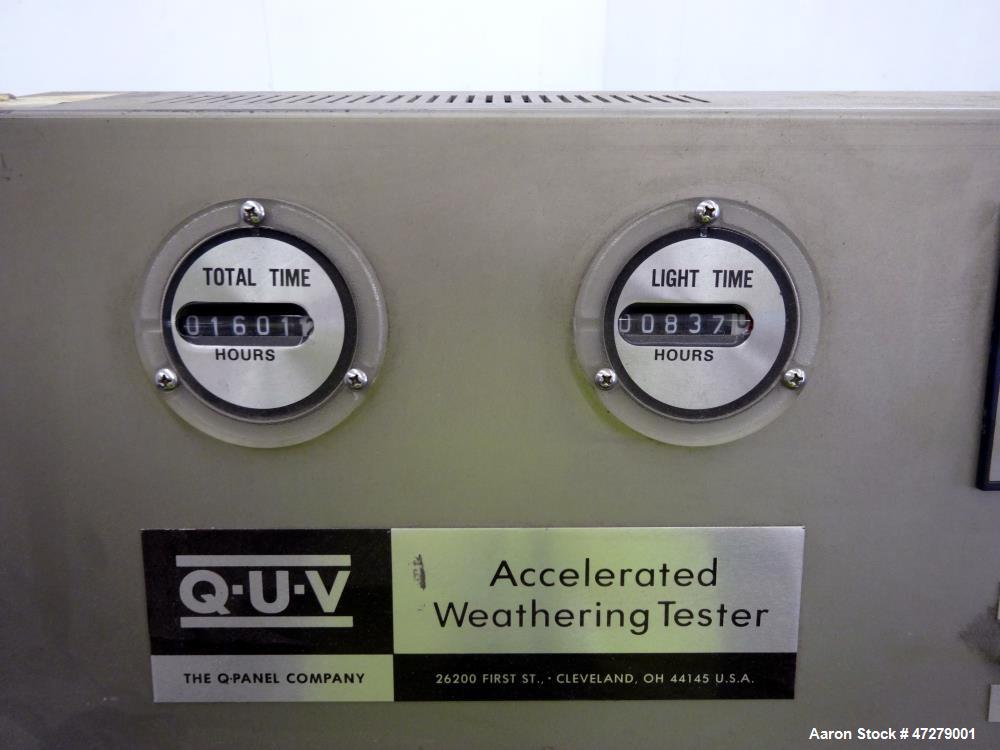 TOTAL TIME
01601
HOURS
LIGHT TIME
00837
HOURS
Q·U·V
Accelerated
Weathering Tester
THE Q-PANEL COMPANY
26200 FIRST ST., · CLEVELAND, OH 44145 U.S.A.
Aaron Stock # 47279001